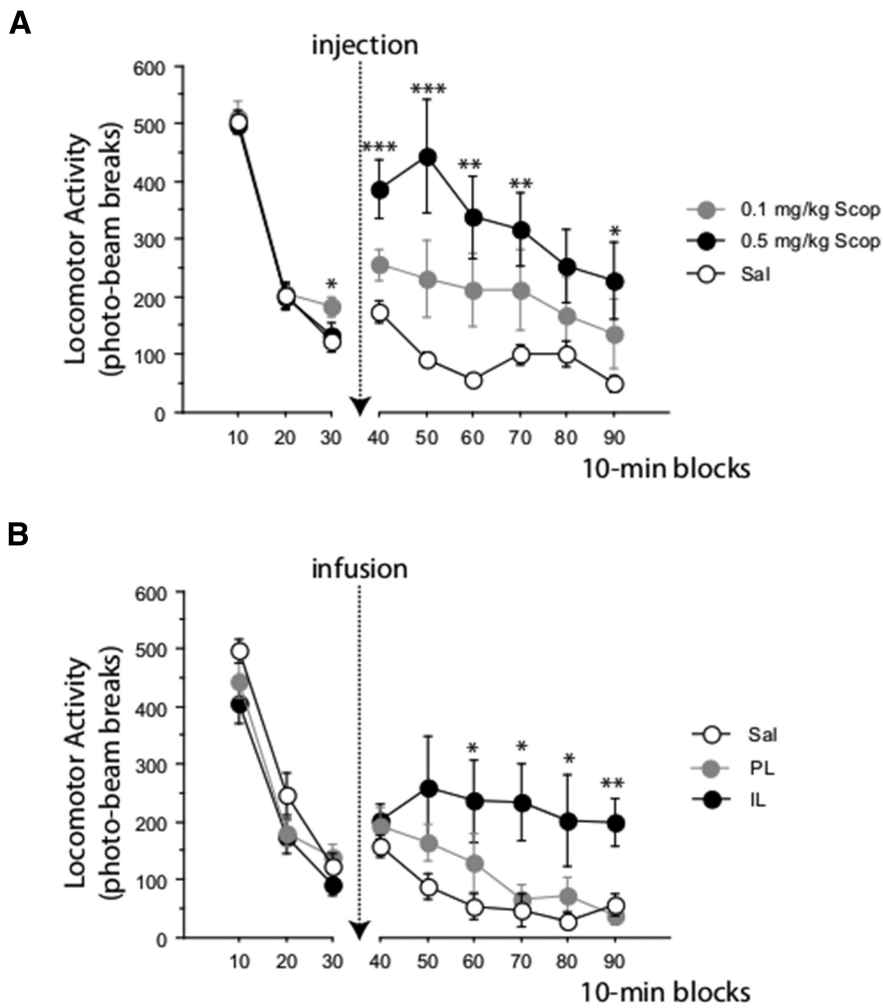 A
injection
600
500
400
300
200
100
0
Locomotor Activity
(photo-beam breaks)
*
***
***
**
**
*
0.1 mg/kg Scop
0.5 mg/kg Scop
Sal
10 20 30 40 50 60 70 80 90
10-min blocks
B
infusion
600
500
400
300
200
100
0
Locomotor Activity
(photo-beam breaks)
*
*
*
**
Sal
PL
IL
10 20 30 40 50 60 70 80 90
10-min blocks